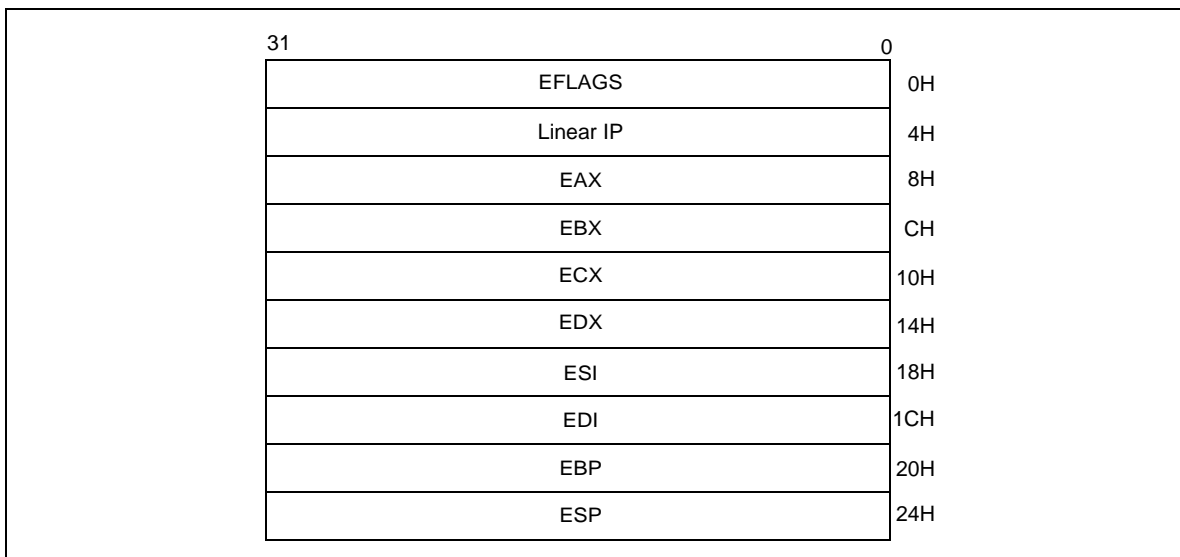 31 0
EFLAGS 0H
Linear IP 4H
EAX 8H
EBX CH
ECX 10H
EDX 14H
ESI 18H
EDI 1CH
EBP 20H
ESP 24H